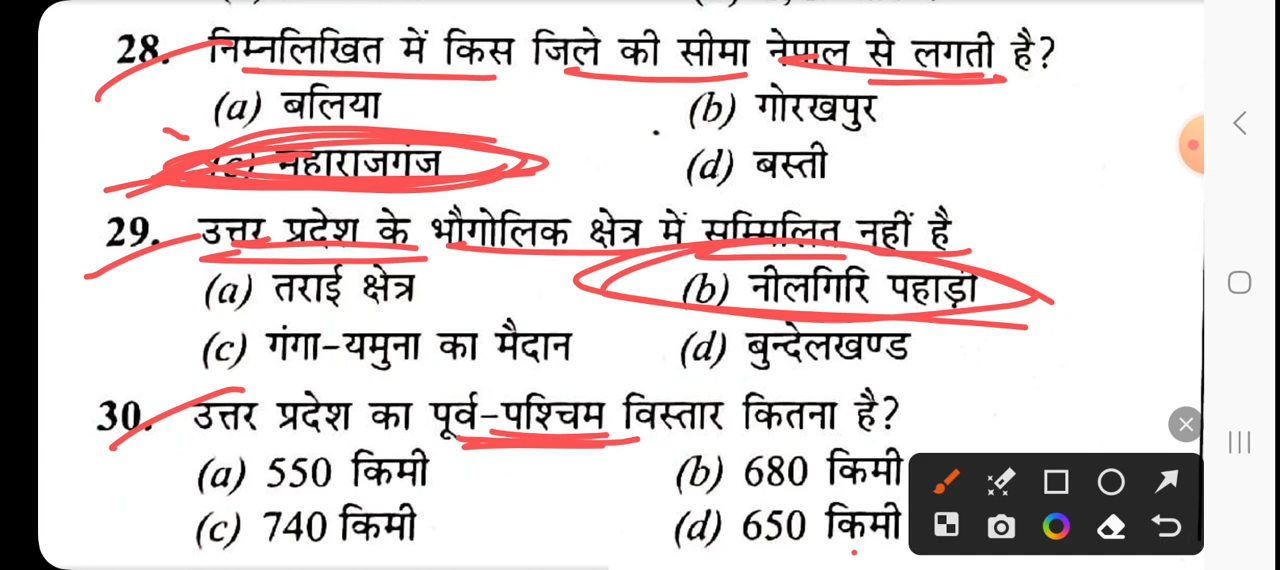 28. निम्नलिखित में किस जिले की सीमा नेपाल से लगती है?
(a) बलिया (b) गोरखपुर
(c) महाराजगंज (d) बस्ती
29. उत्तर प्रदेश के भौगोलिक क्षेत्र में सम्मिलित नहीं है
(a) तराई क्षेत्र (b) नीलगिरि पहाड़ी
(c) गंगा-यमुना का मैदान (d) बुन्देलखण्ड
30. उत्तर प्रदेश का पूर्व-पश्चिम विस्तार कितना है?
(a) 550 किमी (b) 680 किमी
(c) 740 किमी (d) 650 किमी